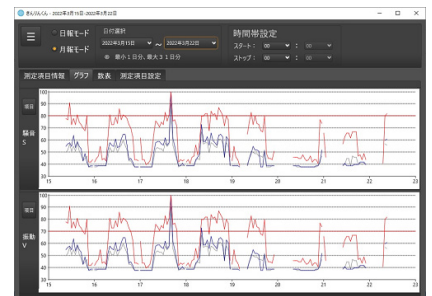 きんりんくん - 2022年3月15日-2022年3月22日
日報モード
月報モード
日付選択
2022年3月15日 ～ 2022年3月22日
※ 最小1日分、最大31日分
時間帯設定
スタート： 00 ： 00
ストップ： 00 ： 00
測定項目情報 グラフ 数表 測定項目設定
項目
騒音
S
100
90
80
70
60
50
40
30
15 16 17 18 19 20 21 22 23
項目
振動
V
100
90
80
70
60
50
40
30
15 16 17 18 19 20 21 22 23